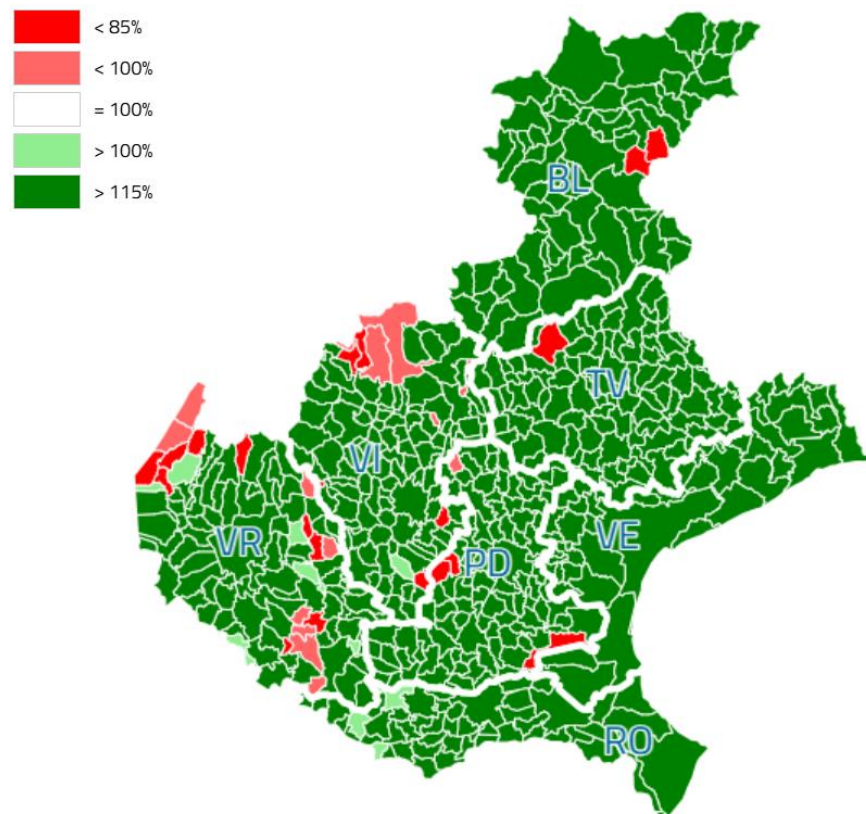 < 85%
< 100%
= 100%
> 100%
> 115%
BL
TV
VI
VR
VE
PD
RO